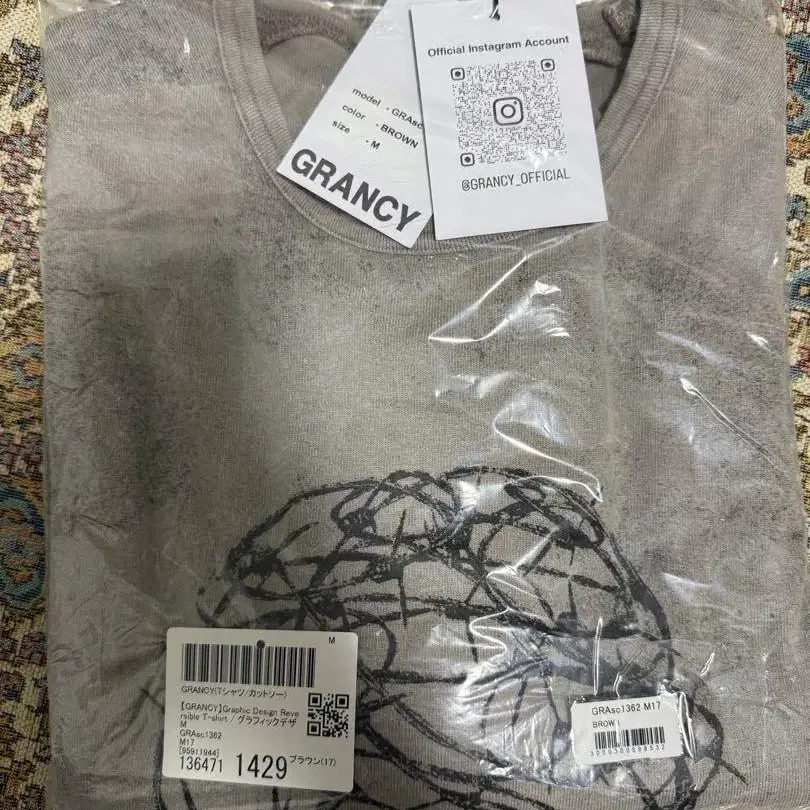 Official Instagram Account
@GRANCY_OFFICIAL
model - GRAsc
color - BROWN
size - M
GRANCY
M
GRANCY(Tシャツ/カットソー)
【GRANCY】Graphic Design Reve
rsible T-shirt / グラフィックデザ
M
GRAsc1362
M17
[95911944]
136471 1429 ブラウン(17)
GRAsc1362 M17